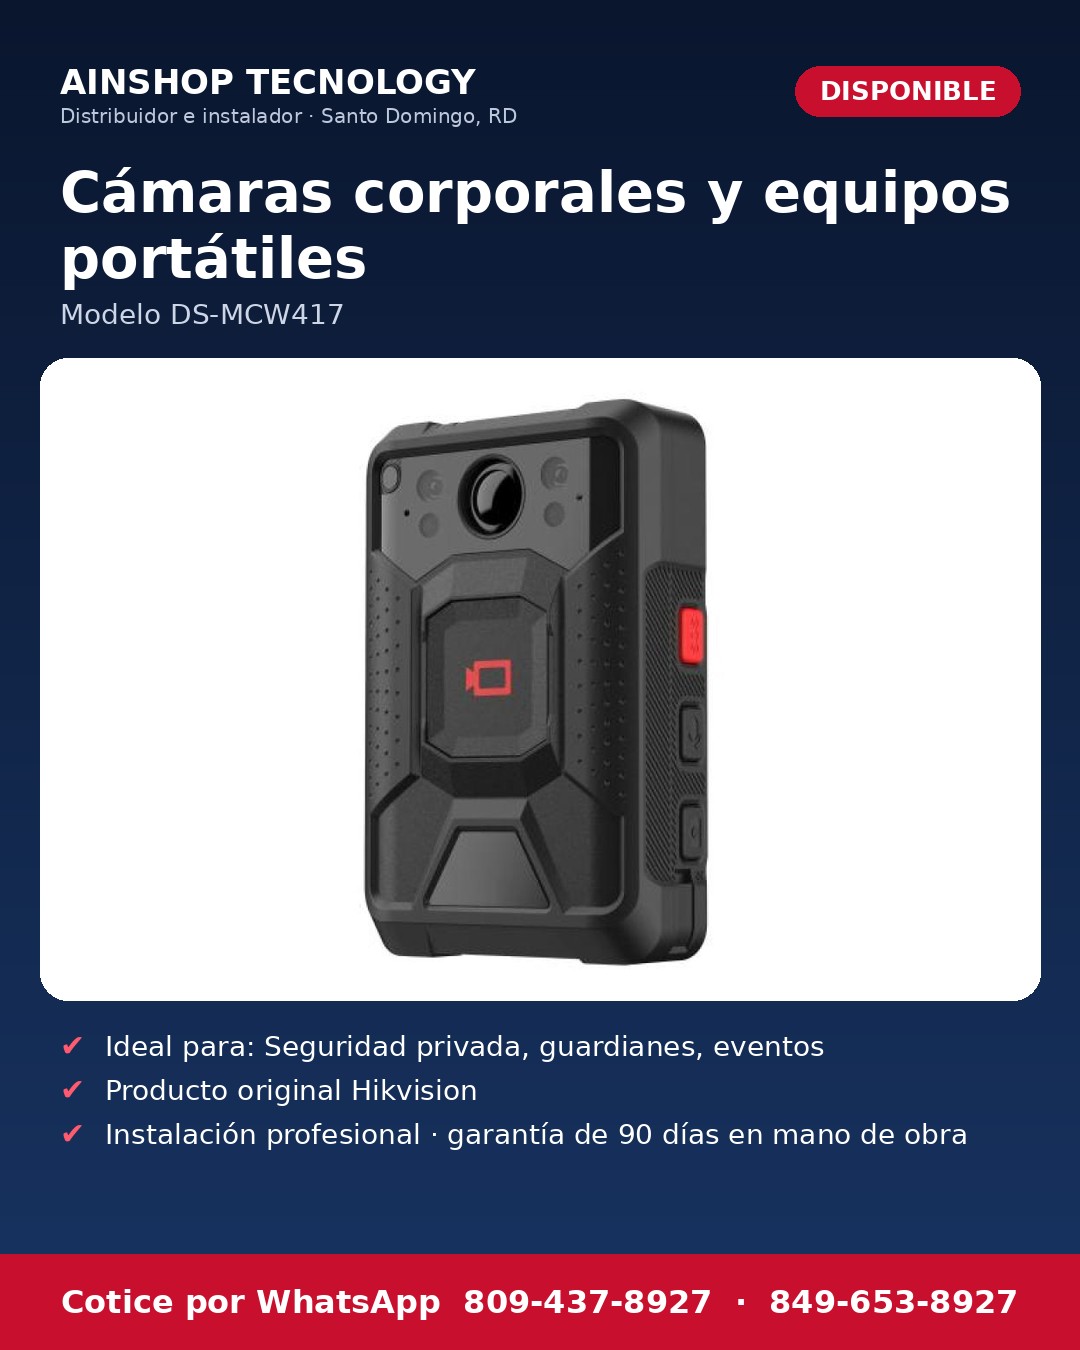 AINSHOP TECNOLOGY
Distribuidor e instalador · Santo Domingo, RD
DISPONIBLE
Cámaras corporales y equipos
portátiles
Modelo DS-MCW417
SOS
✔ Ideal para: Seguridad privada, guardianes, eventos
✔ Producto original Hikvision
✔ Instalación profesional · garantía de 90 días en mano de obra
Cotice por WhatsApp 809-437-8927 · 849-653-8927